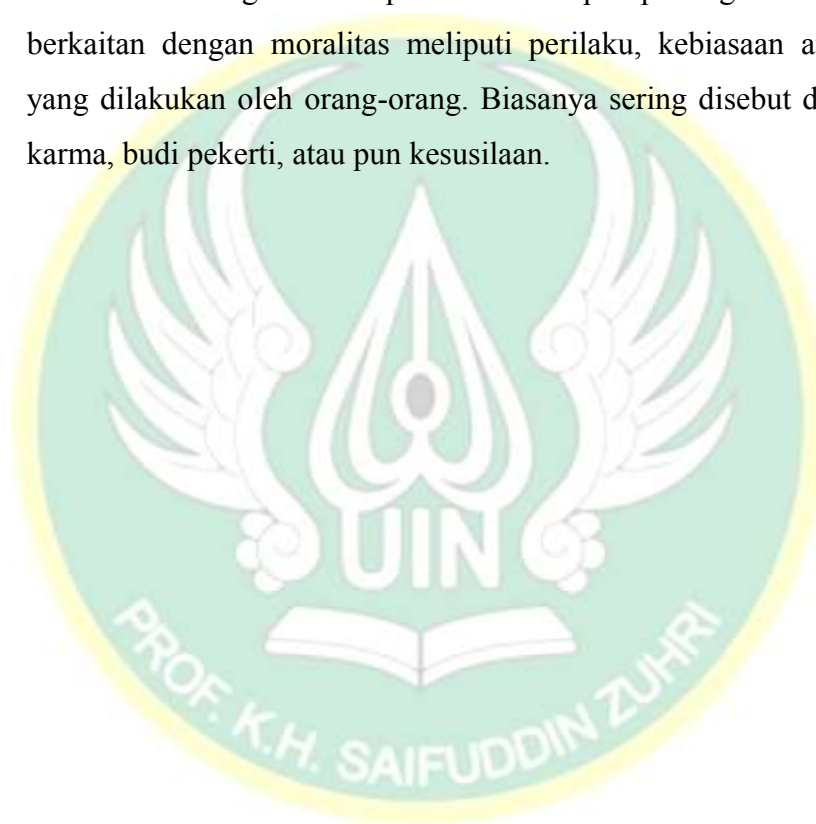 berkaitan dengan moralitas meliputi perilaku, kebiasaan
yang dilakukan oleh orang-orang. Biasanya sering disebut
karma, budi pekerti, atau pun kesusilaan.
UIN
PROF. K.H. SAIFUDDIN ZUHRI